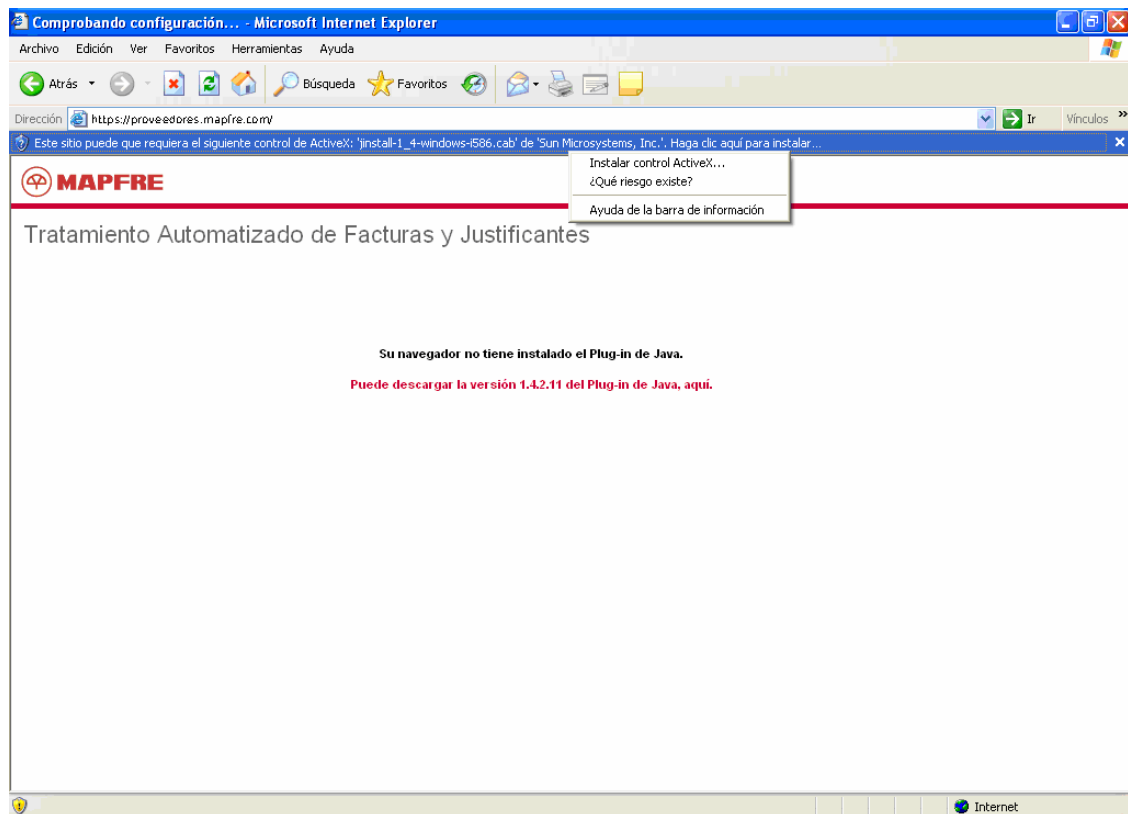 Comprobando configuración... - Microsoft Internet Explorer
Archivo Edición Ver Favoritos Herramientas Ayuda
Atrás Búsqueda Favoritos
Dirección https://proveedores.mapfre.com/ Ir Vínculos »
Este sitio puede que requiera el siguiente control de ActiveX: 'jinstall-1_4-windows-i586.cab' de 'Sun Microsystems, Inc.'. Haga clic aquí para instalar...
Instalar control ActiveX...
¿Qué riesgo existe?
Ayuda de la barra de información
MAPFRE
Tratamiento Automatizado de Facturas y Justificantes
Su navegador no tiene instalado el Plug-in de Java.
Puede descargar la versión 1.4.2.11 del Plug-in de Java, aquí.
Internet